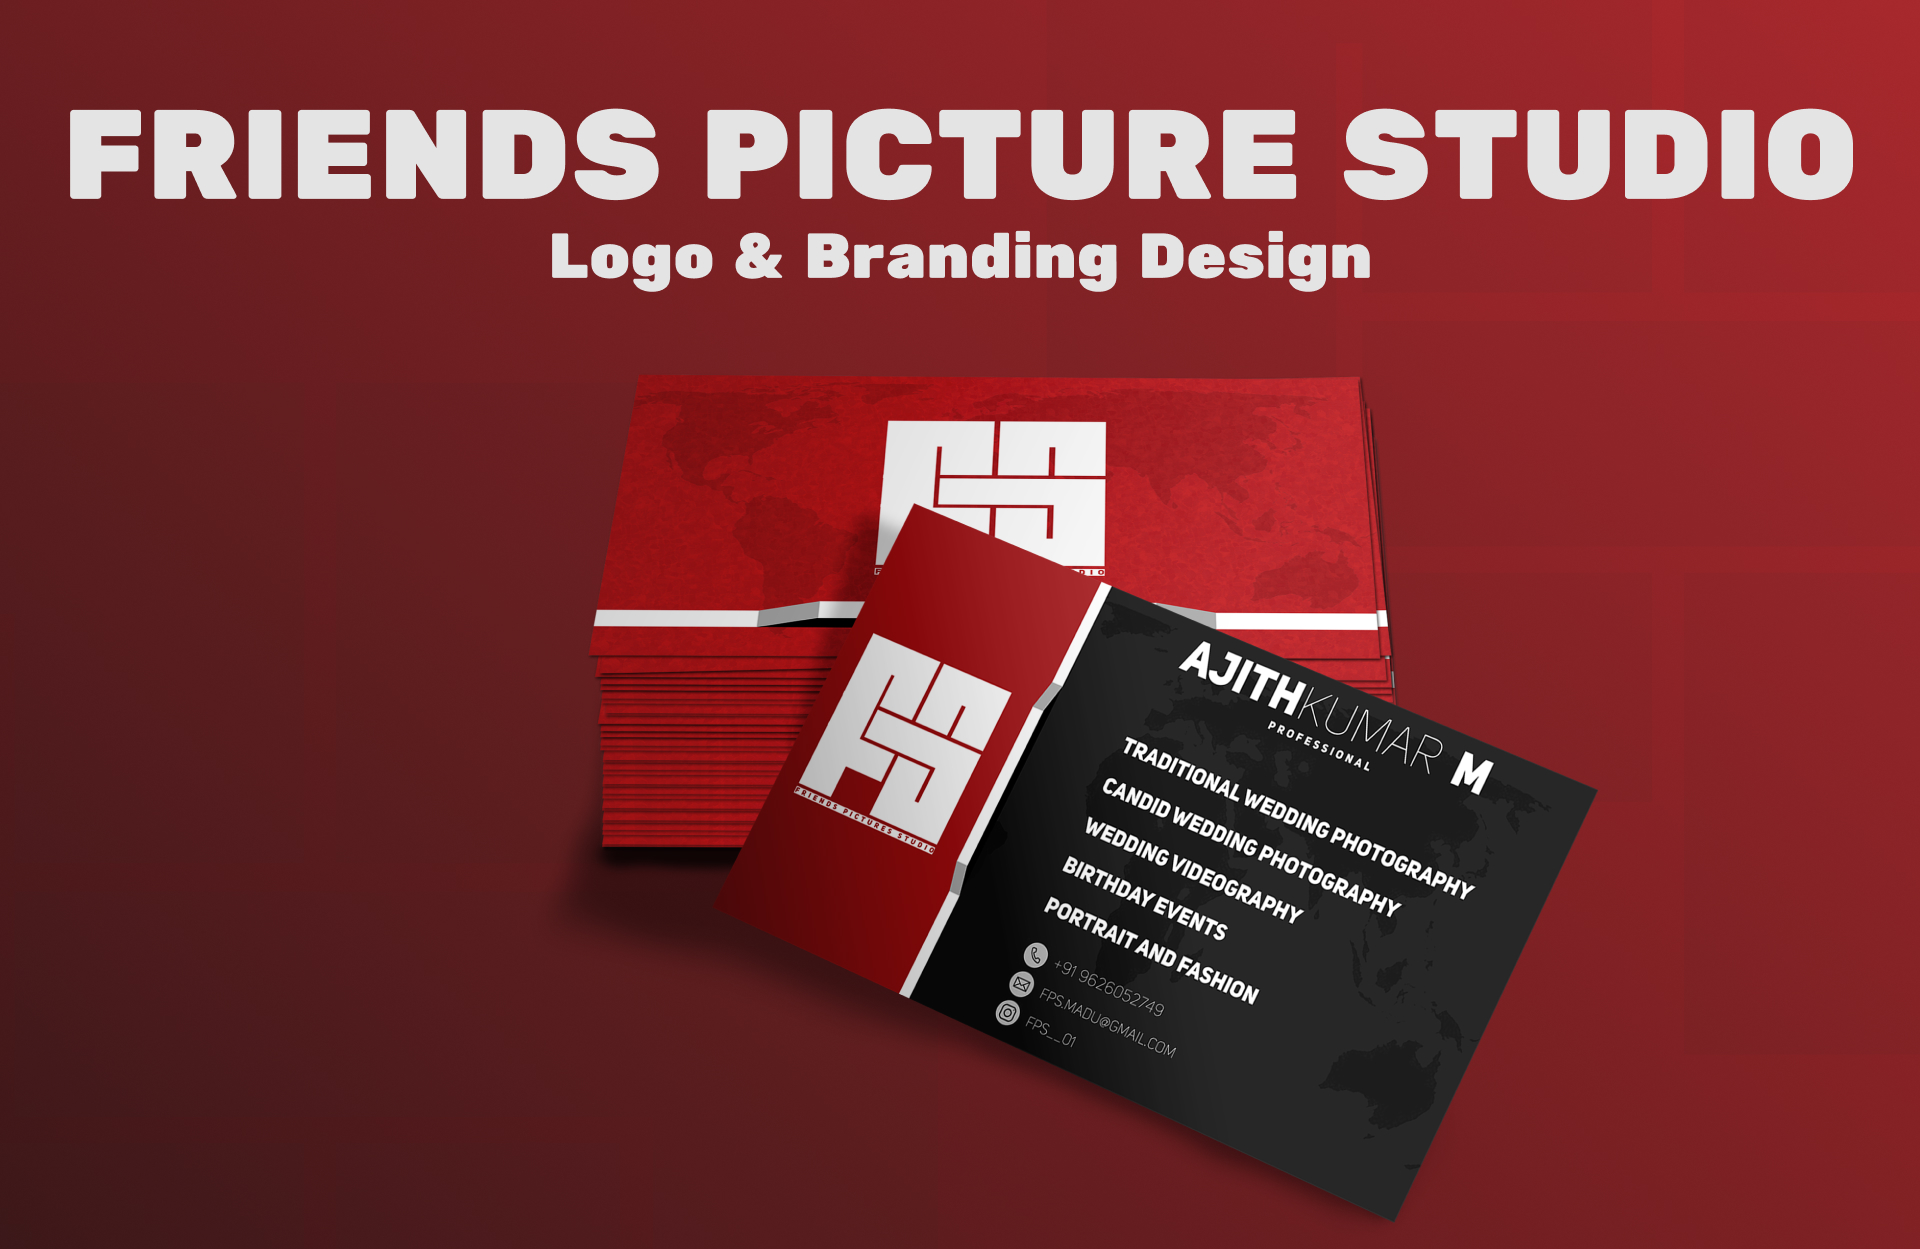 FRIENDS PICTURE STUDIO
Logo & Branding Design
DIO
FRIENDS PICTURES STUDIO
AJITHKUMAR M
PROFESSIONAL
TRADITIONAL WEDDING PHOTOGRAPHY
CANDID WEDDING PHOTOGRAPHY
WEDDING VIDEOGRAPHY
BIRTHDAY EVENTS
PORTRAIT AND FASHION
+91 9626052749
FPS.MADU@GMAIL.COM
FPS__01